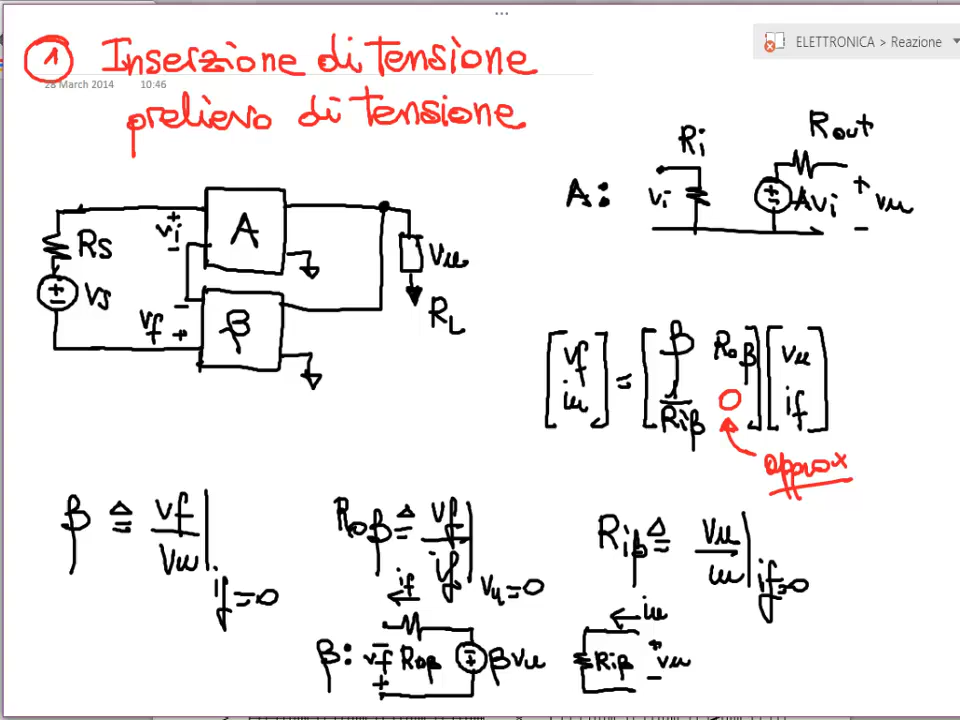 ELETTRONICA > Reazione
① Inserzione di tensione
28 March 2014 10:46
prelievo di tensione
A: Ri vi Rout Avi + vu −
Rs vs vi + − A vf − + β Vu RL
[vf iu] = [β Roβ 1/Riβ 0] [vu if]
approx
β ≜ vf/vu | if=0
Roβ ≜ vf/if | vu=0
Riβ ≜ vu/iu | if=0
β: vf − + if Roβ βvu Riβ iu + vu −